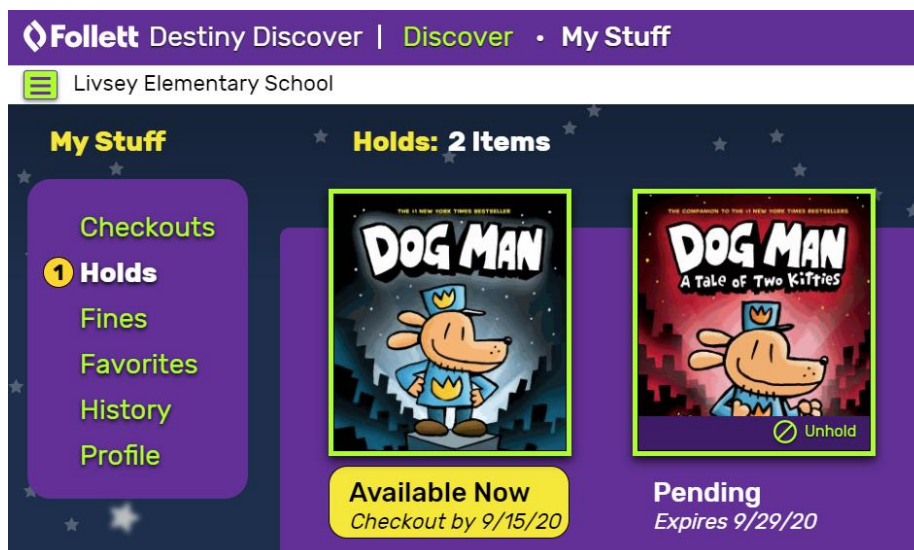 Follett Destiny Discover | Discover • My Stuff
Livsey Elementary School
My Stuff
Checkouts
1 Holds
Fines
Favorites
History
Profile
Holds: 2 Items
THE #1 NEW YORK TIMES BESTSELLER
DOG MAN
Available Now
Checkout by 9/15/20
THE COMPANION TO THE #1 NEW YORK TIMES BESTSELLERS
DOG MAN
A TaLe oF Two KiTTies
Unhold
Pending
Expires 9/29/20